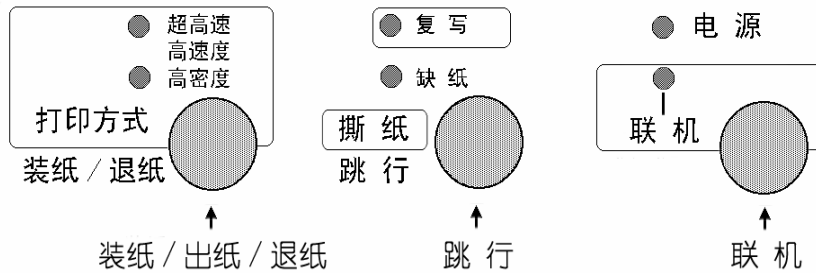 超高速
高速度
高密度
打印方式
装纸/退纸
复写
缺纸
撕纸
跳行
电源
联机
装纸/出纸/退纸
跳行
联机